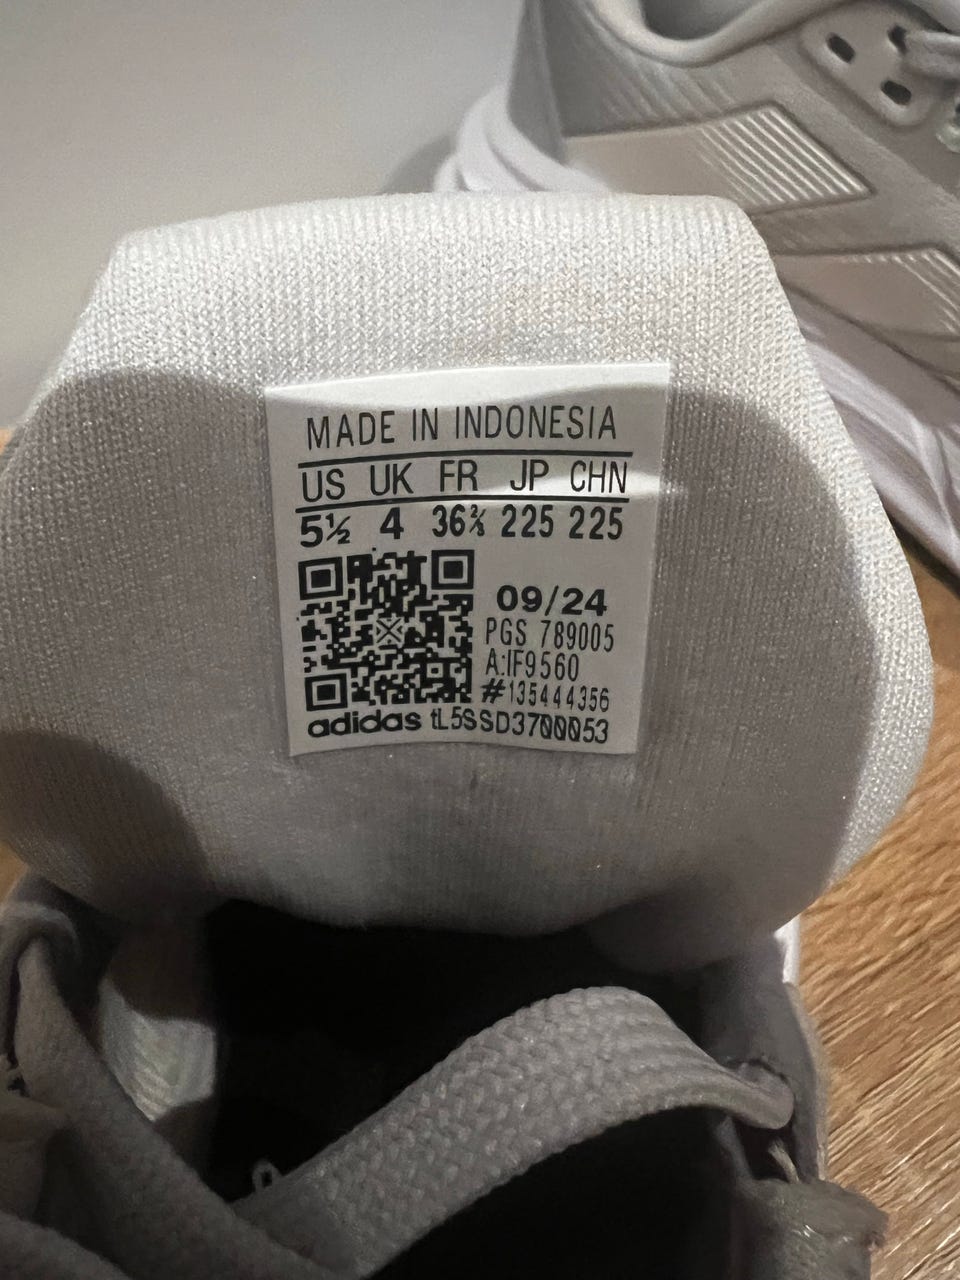 MADE IN INDONESIA
US UK FR JP CHN
5½ 4 36⅔ 225 225
09/24
PGS 789005
A:IF9560
#135444356
adidas tL5SSD3700053